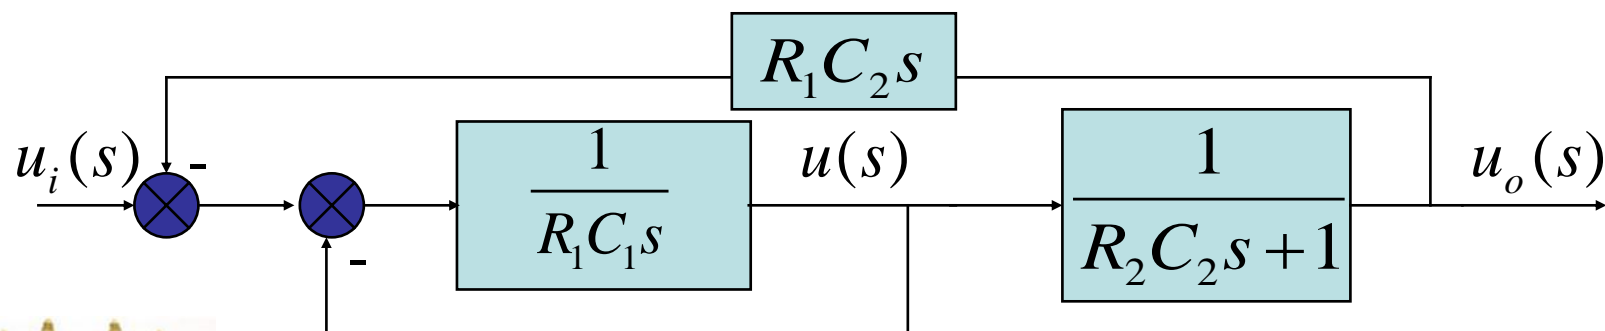 R₁C₂s
uᵢ(s)
-
1
R₁C₁s
u(s)
1
R₂C₂s+1
uₒ(s)
-